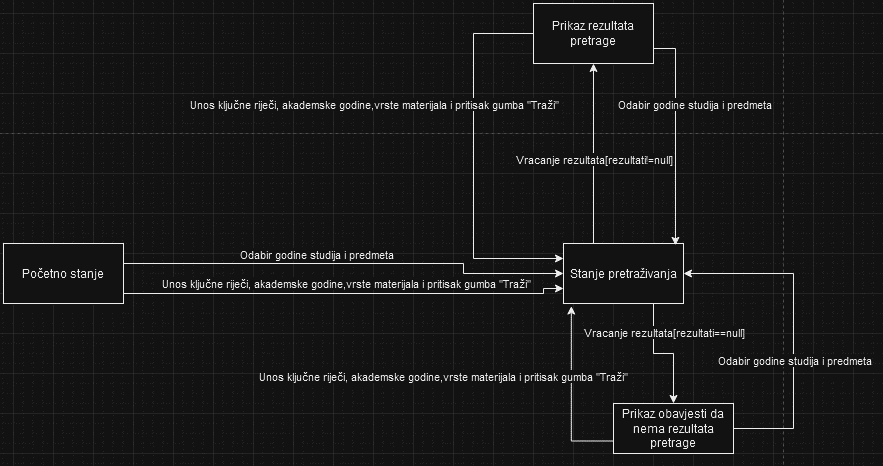 Prikaz rezultata
pretrage
Unos ključne riječi, akademske godine,vrste materijala i pritisak gumba "Traži"
Odabir godine studija i predmeta
Vracanje rezultata[rezultati!=null]
Odabir godine studija i predmeta
Početno stanje
Stanje pretraživanja
Unos ključne riječi, akademske godine,vrste materijala i pritisak gumba "Traži"
Vracanje rezultata[rezultati==null]
Odabir godine studija i predmeta
Unos ključne riječi, akademske godine,vrste materijala i pritisak gumba "Traži"
Prikaz obavjesti da
nema rezultata
pretrage